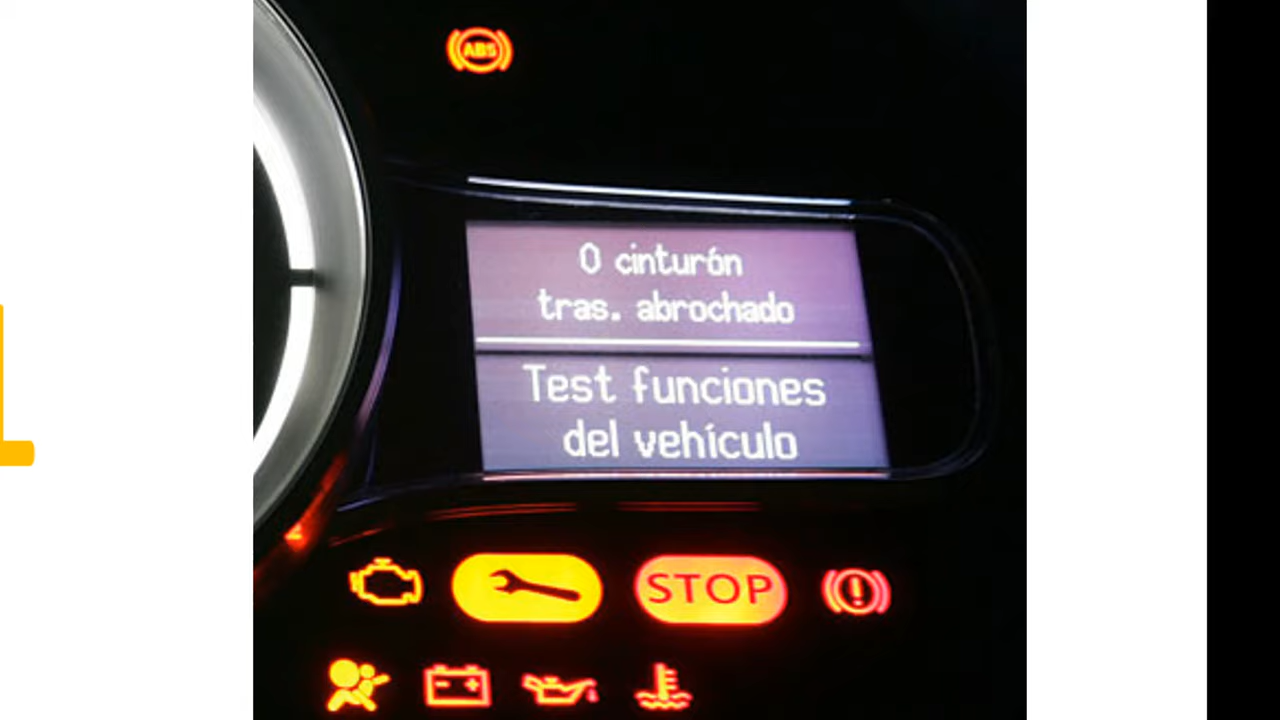 ABS
0 cinturón
tras. abrochado
Test funciones
del vehículo
STOP